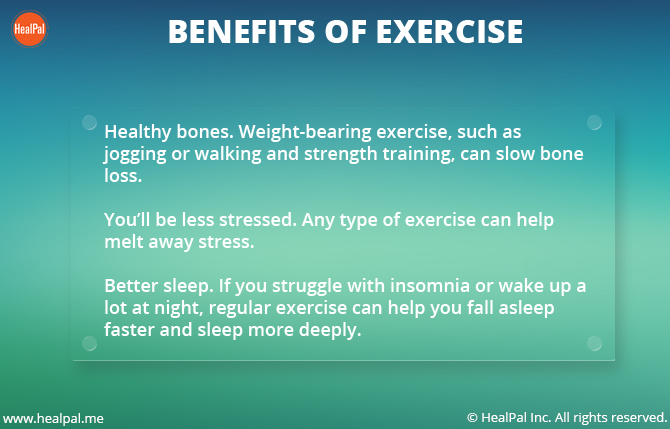 HealPal
BENEFITS OF EXERCISE
Healthy bones. Weight-bearing exercise, such as
jogging or walking and strength training, can slow bone
loss.
You’ll be less stressed. Any type of exercise can help
melt away stress.
Better sleep. If you struggle with insomnia or wake up a
lot at night, regular exercise can help you fall asleep
faster and sleep more deeply.
www.healpal.me
© HealPal Inc. All rights reserved.